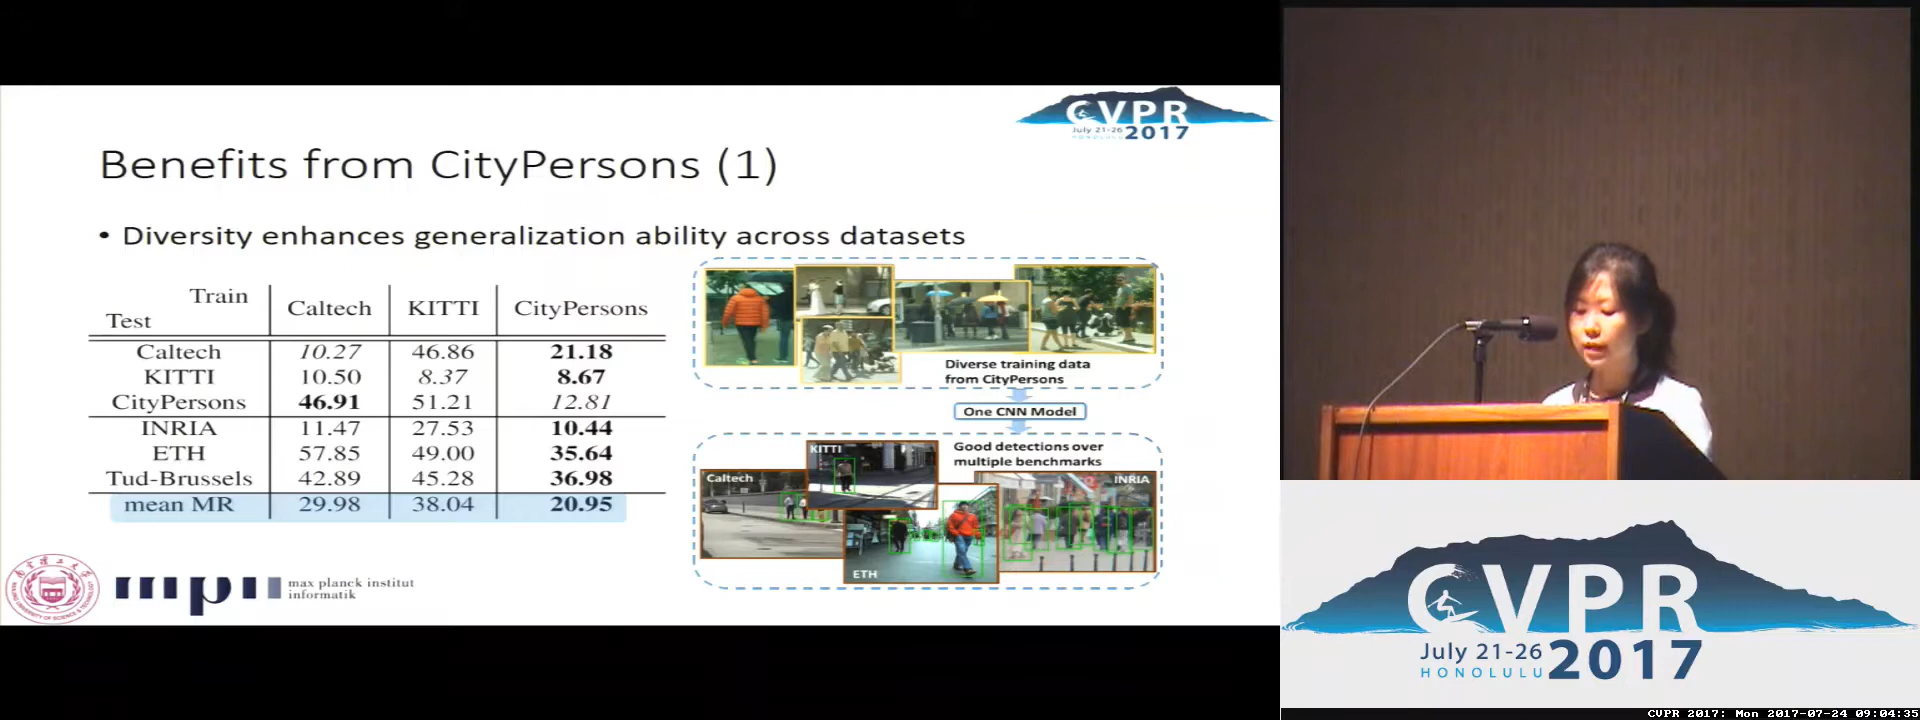 CVPR
July 21-26 2017
HONOLULU
Benefits from CityPersons (1)
• Diversity enhances generalization ability across datasets
Train
Test
Caltech KITTI CityPersons
Caltech 10.27 46.86 21.18
KITTI 10.50 8.37 8.67
CityPersons 46.91 51.21 12.81
INRIA 11.47 27.53 10.44
ETH 57.85 49.00 35.64
Tud-Brussels 42.89 45.28 36.98
mean MR 29.98 38.04 20.95
Diverse training data
from CityPersons
One CNN Model
Good detections over
multiple benchmarks
Caltech
KITTI
ETH
INRIA
mpii max planck institut
informatik
CVPR
July 21-26 2017
HONOLULU
CVPR 2017: Mon 2017-07-24 09:04:35